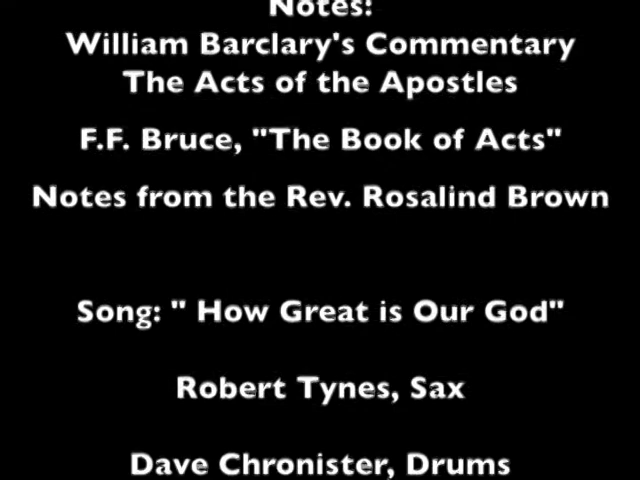 Notes:
William Barclary's Commentary
The Acts of the Apostles
F.F. Bruce, "The Book of Acts"
Notes from the Rev. Rosalind Brown
Song: " How Great is Our God"
Robert Tynes, Sax
Dave Chronister, Drums